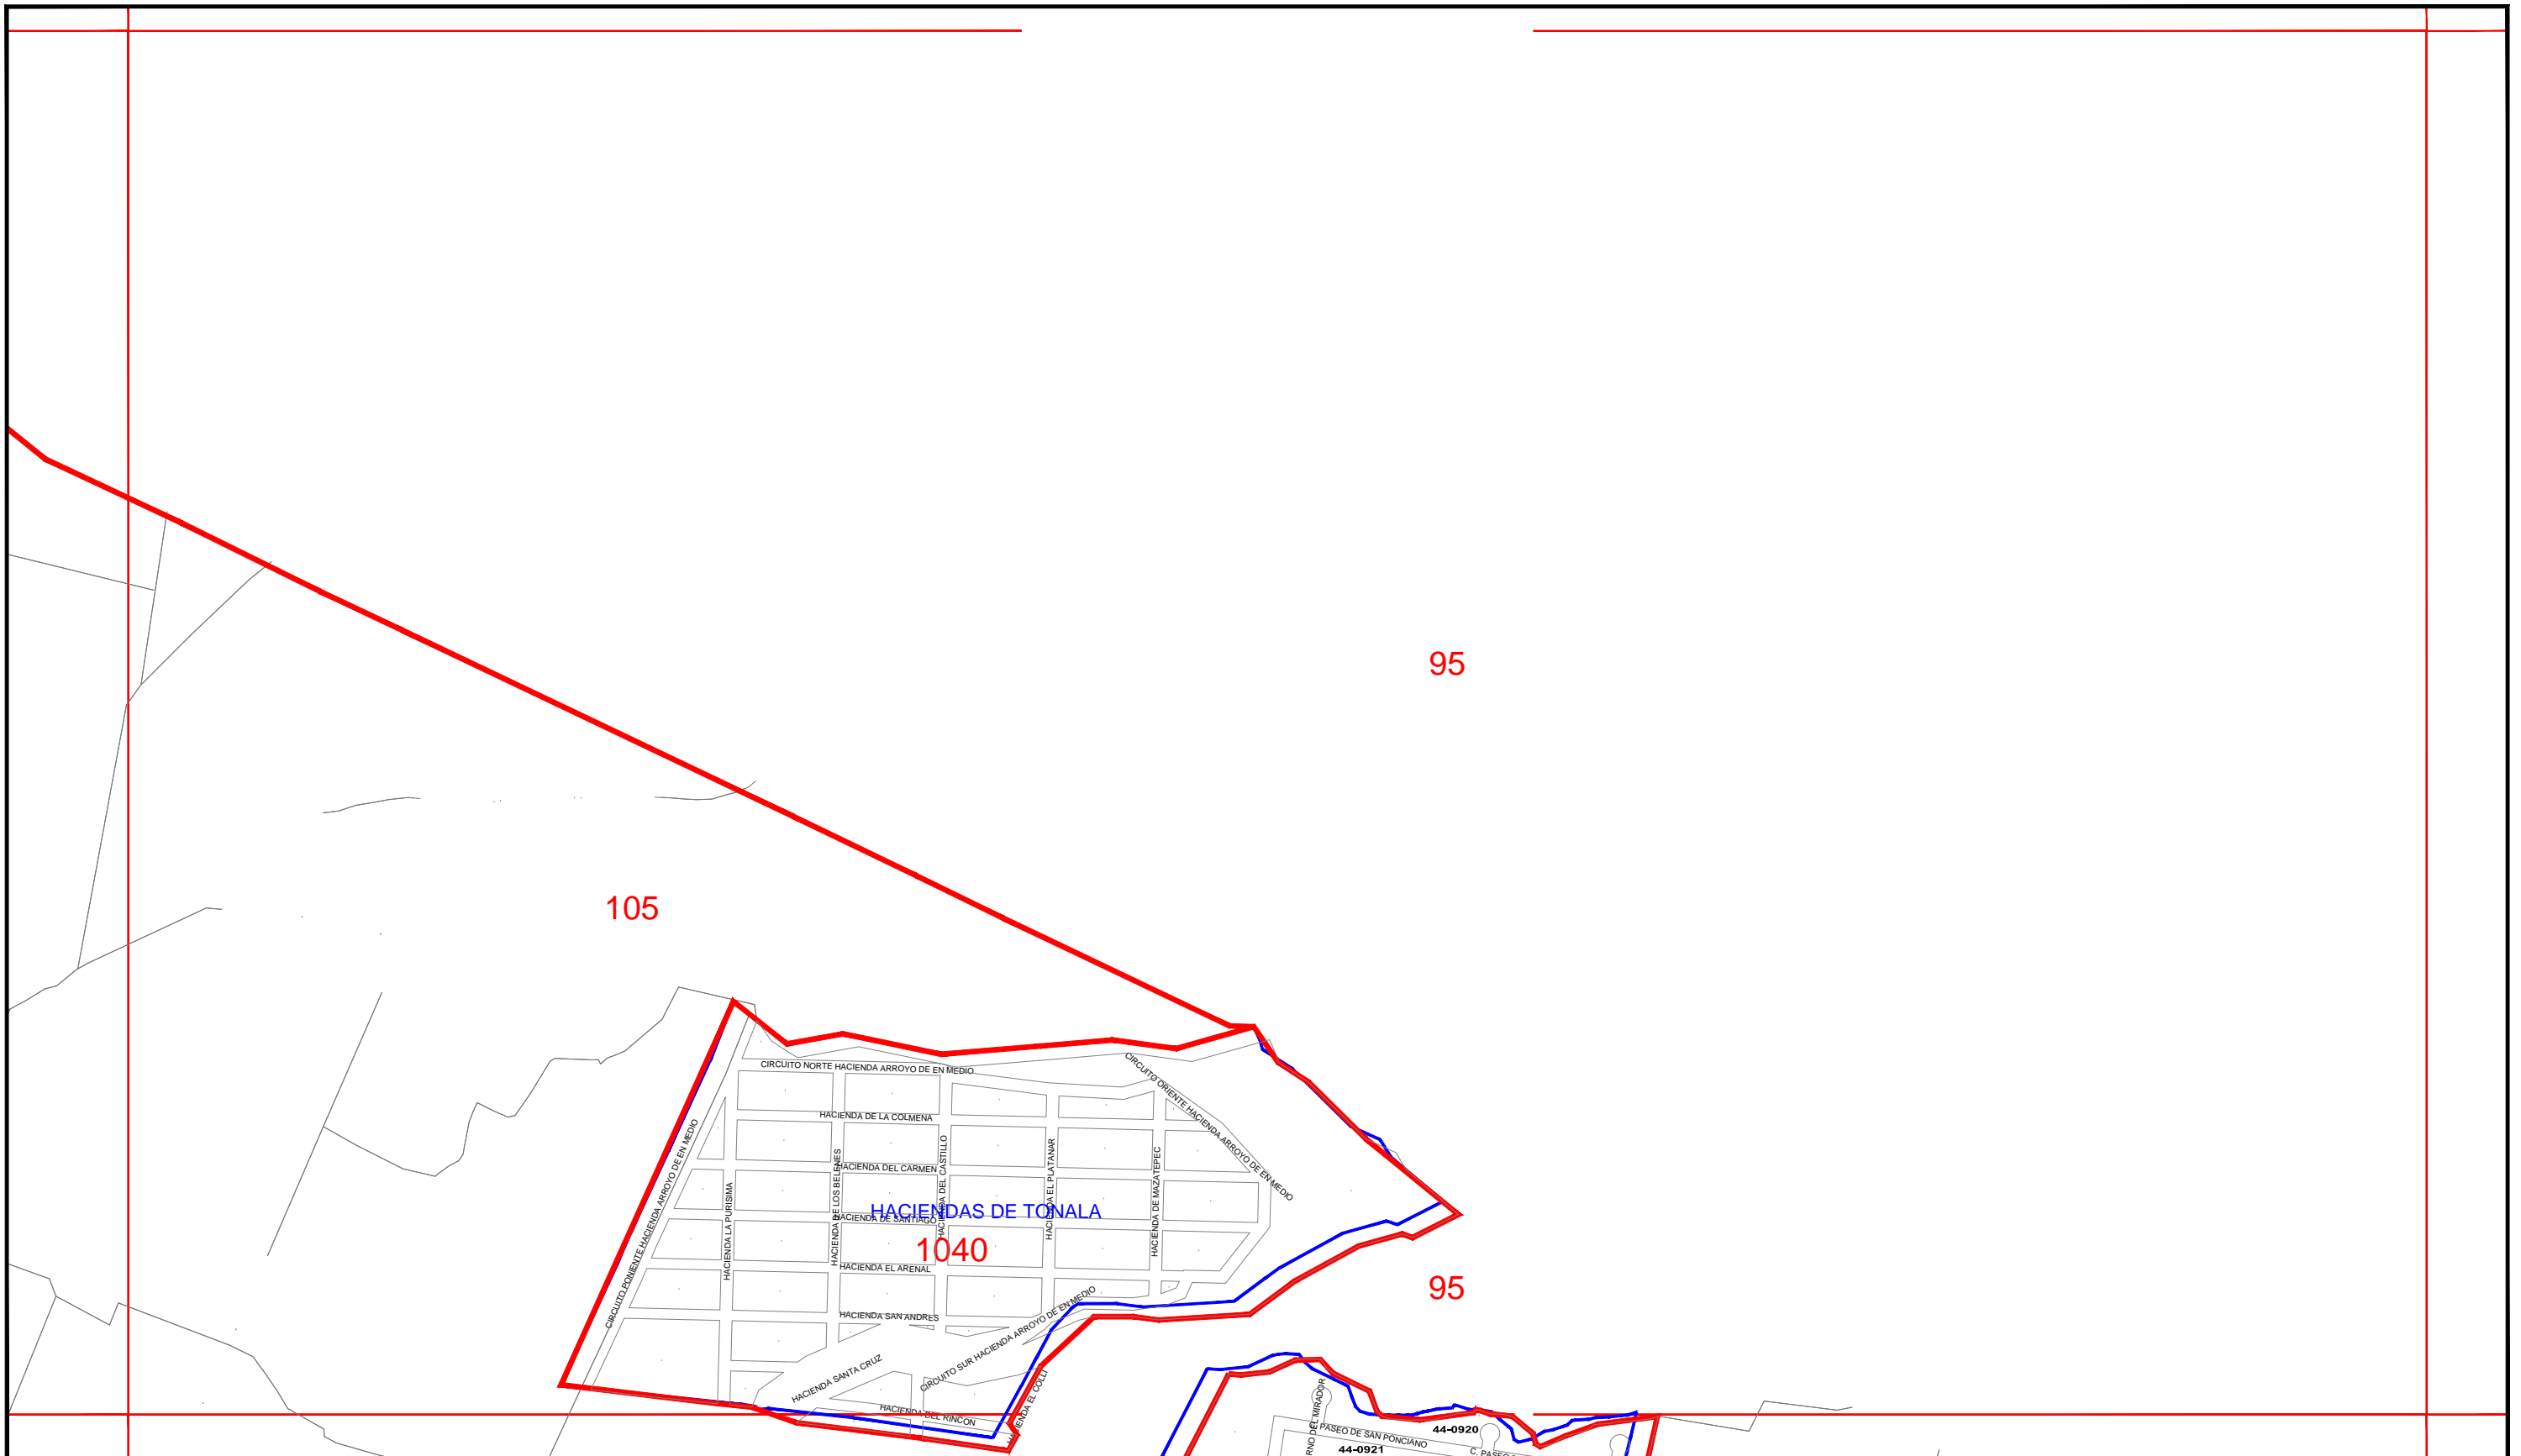 95
105
CIRCUITO NORTE HACIENDA ARROYO DE EN MEDIO
CIRCUITO ORIENTE HACIENDA ARROYO DE EN MEDIO
HACIENDA DE LA COLMENA
CIRCUITO PONIENTE HACIENDA ARROYO DE EN MEDIO
HACIENDA LA PURISIMA
HACIENDA DE LOS BELENES
HACIENDA DEL CASTILLO
HACIENDA EL PLATANAR
HACIENDA DE MAZATEPEC
HACIENDA DEL CARMEN
HACIENDAS DE TONALA
HACIENDA DE SANTIAGO
1040
HACIENDA EL ARENAL
95
HACIENDA SAN ANDRES
CIRCUITO SUR HACIENDA ARROYO DE EN MEDIO
HACIENDA SANTA CRUZ
HACIENDA EL COLLI
HACIENDA DEL RINCON
RNO DEL MIRADOR
PASEO DE SAN PONCIANO
44-0920
44-0921
C. PASEO